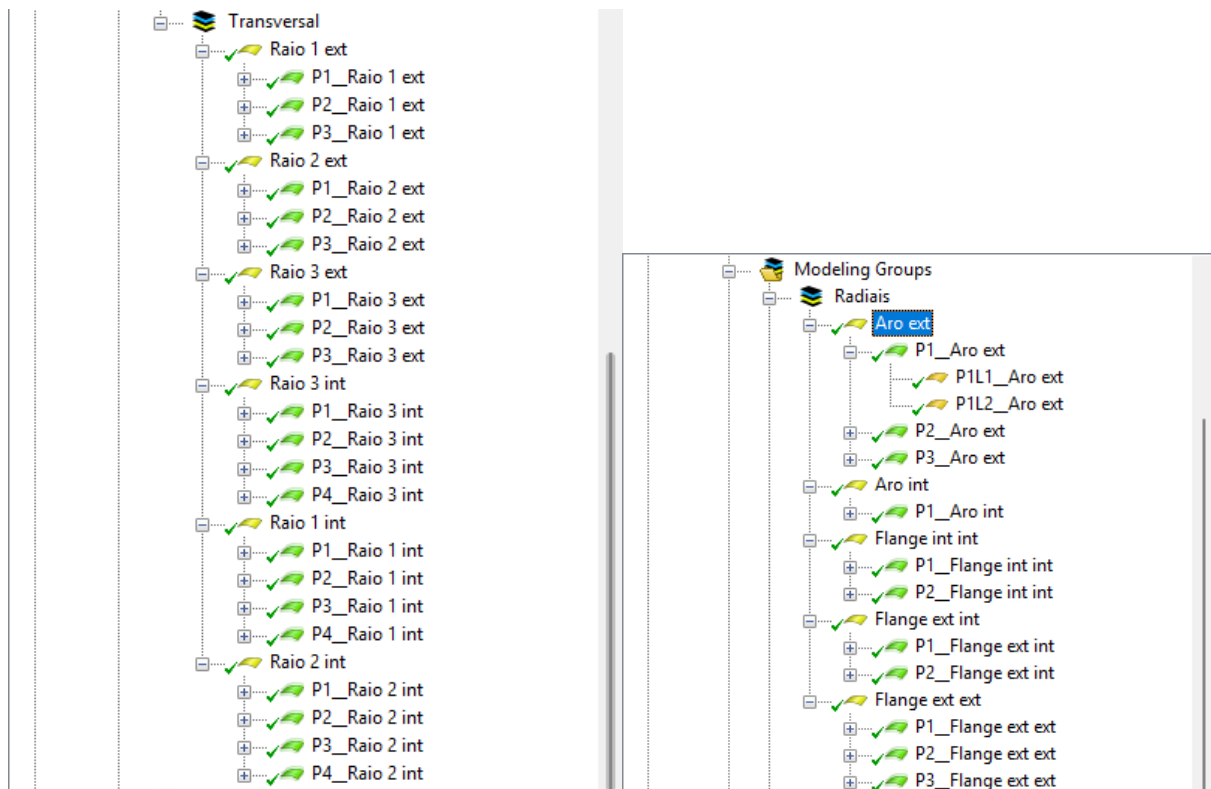 Transversal
Raio 1 ext
P1__Raio 1 ext
P2__Raio 1 ext
P3__Raio 1 ext
Raio 2 ext
P1__Raio 2 ext
P2__Raio 2 ext
P3__Raio 2 ext
Raio 3 ext
P1__Raio 3 ext
P2__Raio 3 ext
P3__Raio 3 ext
Raio 3 int
P1__Raio 3 int
P2__Raio 3 int
P3__Raio 3 int
P4__Raio 3 int
Raio 1 int
P1__Raio 1 int
P2__Raio 1 int
P3__Raio 1 int
P4__Raio 1 int
Raio 2 int
P1__Raio 2 int
P2__Raio 2 int
P3__Raio 2 int
P4__Raio 2 int
Modeling Groups
Radiais
Aro ext
P1__Aro ext
P1L1__Aro ext
P1L2__Aro ext
P2__Aro ext
P3__Aro ext
Aro int
P1__Aro int
Flange int int
P1__Flange int int
P2__Flange int int
Flange ext int
P1__Flange ext int
P2__Flange ext int
Flange ext ext
P1__Flange ext ext
P2__Flange ext ext
P3__Flange ext ext